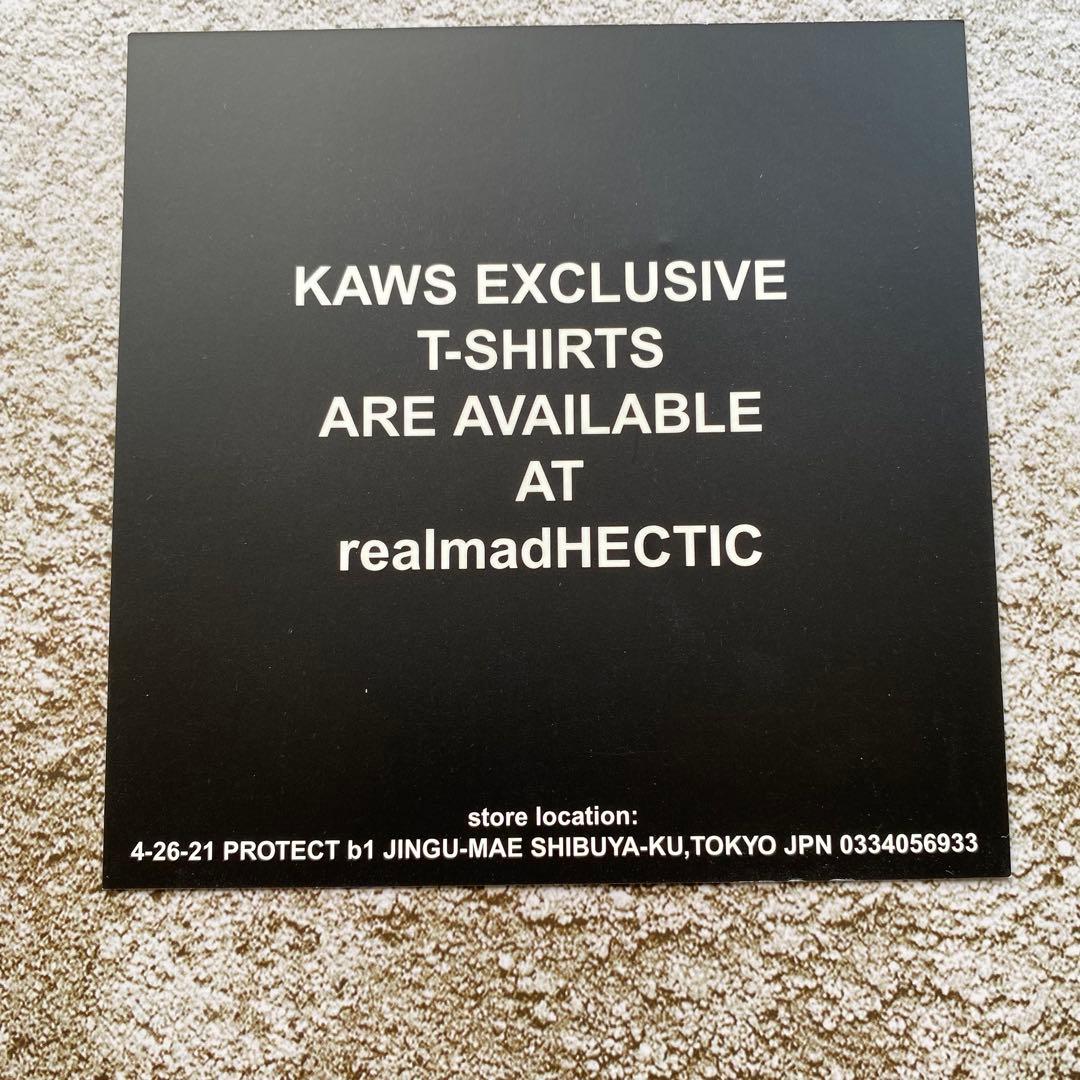 KAWS EXCLUSIVE
T-SHIRTS
ARE AVAILABLE
AT
realmadHECTIC
store location:
4-26-21 PROTECT b1 JINGU-MAE SHIBUYA-KU,TOKYO JPN 0334056933